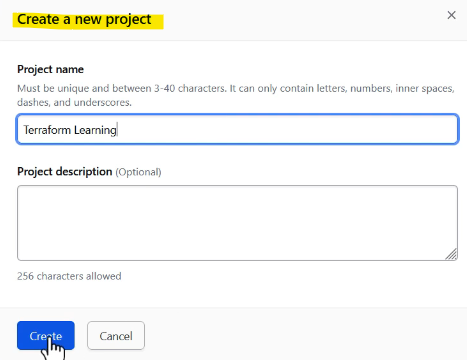 Create a new project
Project name
Must be unique and between 3-40 characters. It can only contain letters, numbers, inner spaces,
dashes, and underscores.
Terraform Learning
Project description (Optional)
256 characters allowed
Create
Cancel